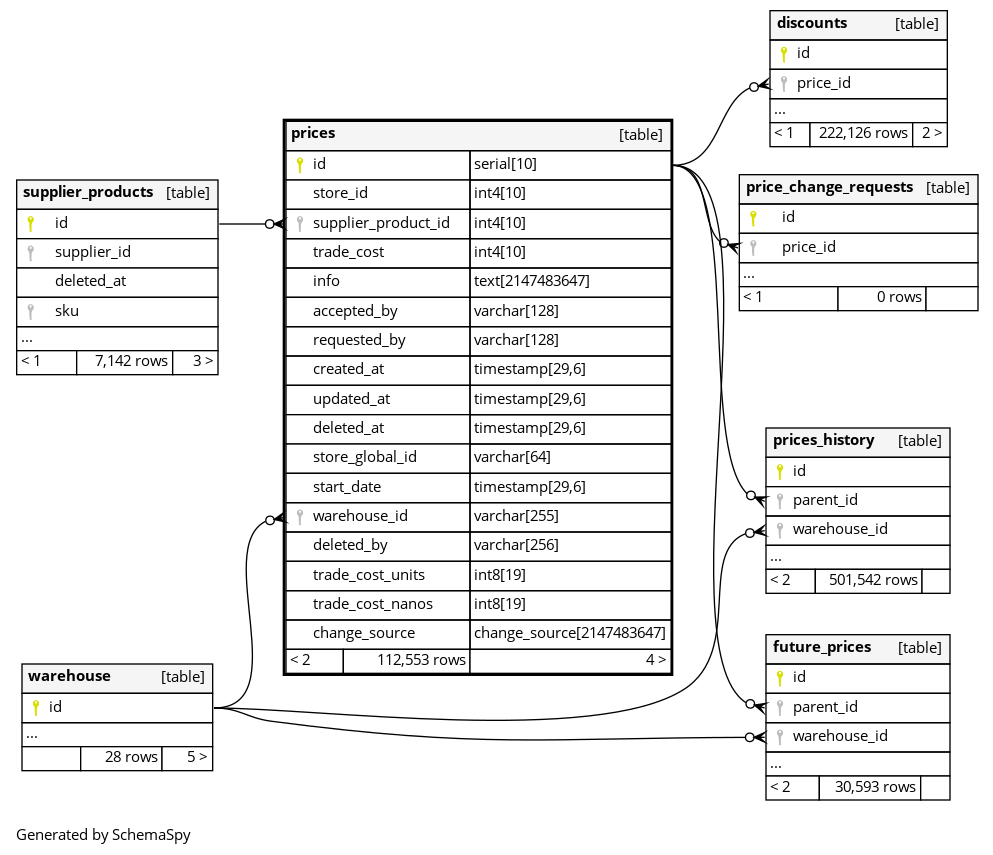 discounts [table]
id
price_id
...
< 1 222,126 rows 2 >
prices [table]
id serial[10]
store_id int4[10]
supplier_product_id int4[10]
trade_cost int4[10]
info text[2147483647]
accepted_by varchar[128]
requested_by varchar[128]
created_at timestamp[29,6]
updated_at timestamp[29,6]
deleted_at timestamp[29,6]
store_global_id varchar[64]
start_date timestamp[29,6]
warehouse_id varchar[255]
deleted_by varchar[256]
trade_cost_units int8[19]
trade_cost_nanos int8[19]
change_source change_source[2147483647]
< 2 112,553 rows 4 >
supplier_products [table]
id
supplier_id
deleted_at
sku
...
< 1 7,142 rows 3 >
price_change_requests [table]
id
price_id
...
< 1 0 rows
prices_history [table]
id
parent_id
warehouse_id
...
< 2 501,542 rows
warehouse [table]
id
...
28 rows 5 >
future_prices [table]
id
parent_id
warehouse_id
...
< 2 30,593 rows
Generated by SchemaSpy